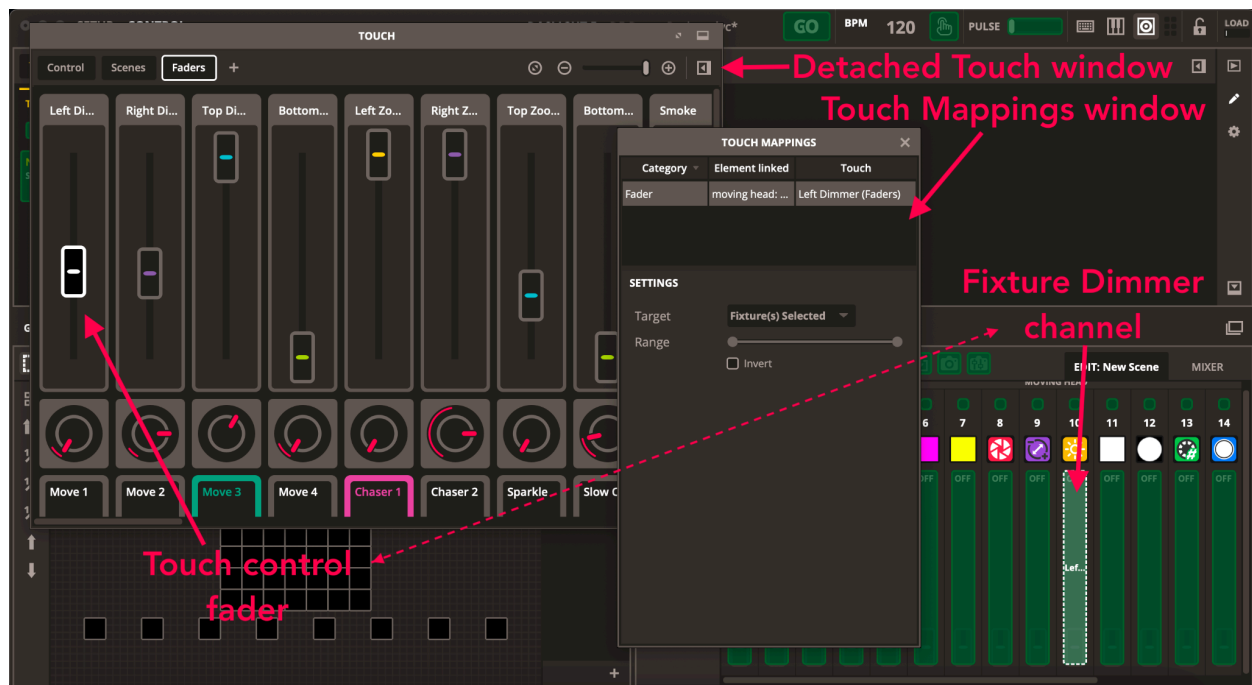 TOUCH
GO
BPM
120
PULSE
LOAD
Control
Scenes
Faders
+
Detached Touch window
Touch Mappings window
Left Di...
Right Di...
Top Di...
Bottom...
Left Zo...
Right Z...
Top Zoo...
Bottom...
Smoke
TOUCH MAPPINGS
Category
Element linked
Touch
Fader
moving head: ...
Left Dimmer (Faders)
SETTINGS
Target
Fixture(s) Selected
Range
Invert
Fixture Dimmer
channel
EDIT: New Scene
MIXER
MOVING HEAD
6
7
8
9
10
11
12
13
14
OFF
OFF
OFF
OFF
OFF
OFF
OFF
OFF
Lef...
Move 1
Move 2
Move 3
Move 4
Chaser 1
Chaser 2
Sparkle
Touch control
fader
+